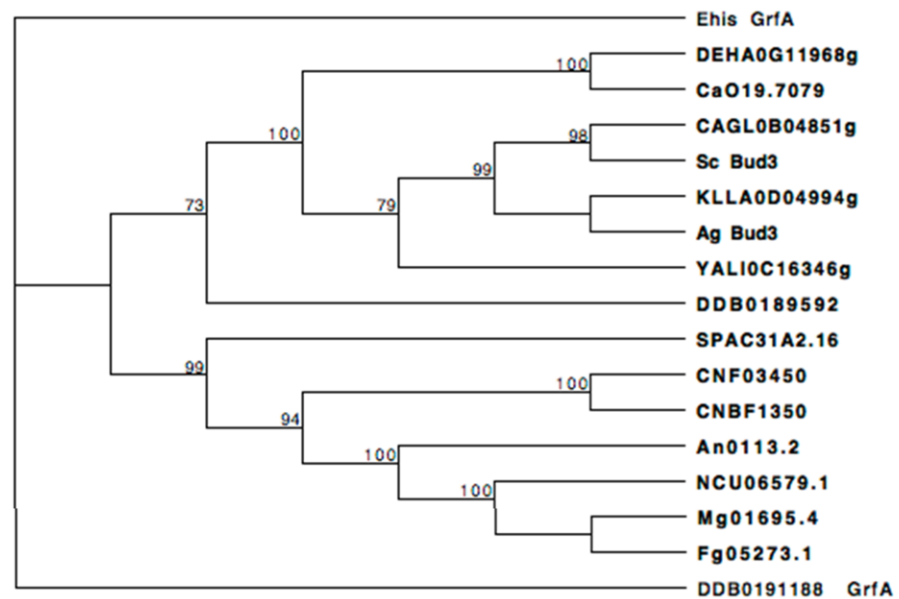 Ehis GrfA
DEHA0G11968g
100
CaO19.7079
CAGL0B04851g
100
98
Sc Bud3
99
KLLA0D04994g
73
79
Ag Bud3
YALI0C16346g
DDB0189592
SPAC31A2.16
99
CNF03450
100
CNBF1350
94
An0113.2
100
NCU06579.1
100
Mg01695.4
Fg05273.1
DDB0191188 GrfA